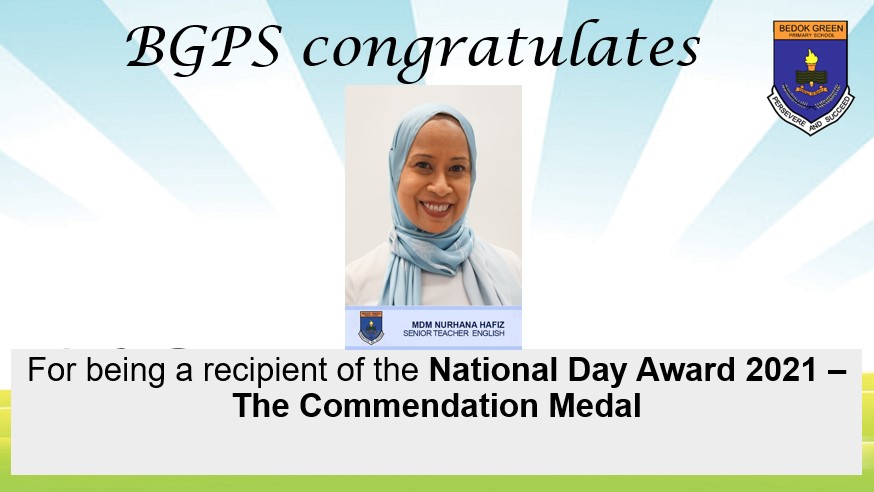 BGPS congratulates
BEDOK GREEN
PRIMARY SCHOOL
PERSEVERE AND SUCCEED
MDM NURHANA HAFIZ
SENIOR TEACHER ENGLISH
For being a recipient of the National Day Award 2021 –
The Commendation Medal